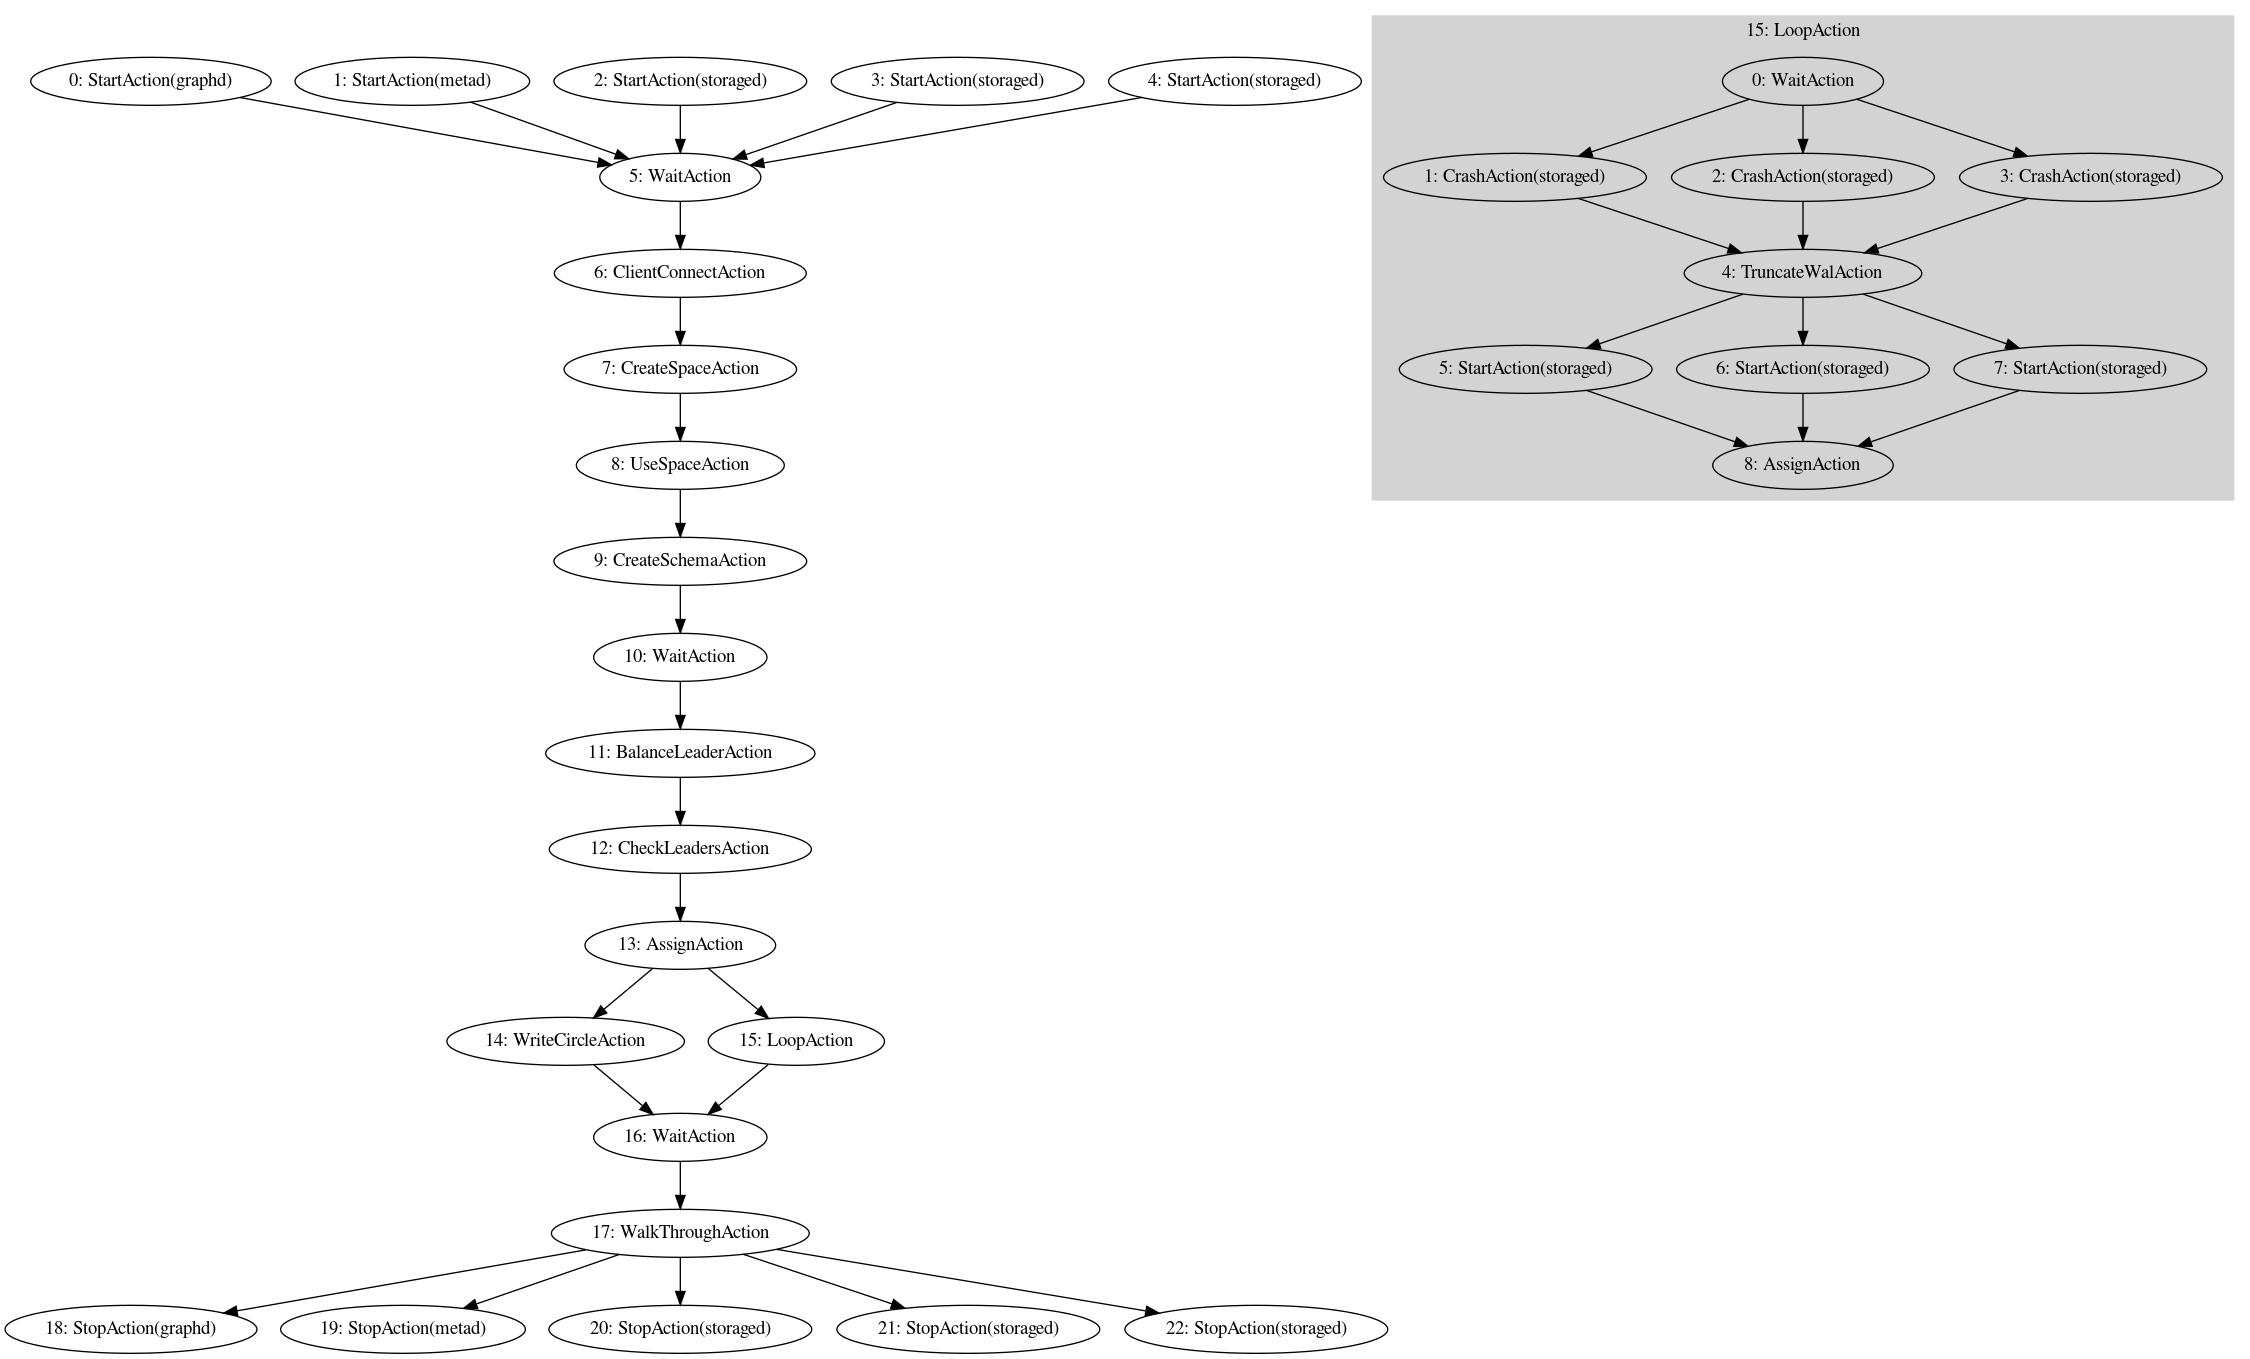 15: LoopAction
0: StartAction(graphd)
1: StartAction(metad)
2: StartAction(storaged)
3: StartAction(storaged)
4: StartAction(storaged)
5: WaitAction
6: ClientConnectAction
7: CreateSpaceAction
8: UseSpaceAction
9: CreateSchemaAction
10: WaitAction
11: BalanceLeaderAction
12: CheckLeadersAction
13: AssignAction
14: WriteCircleAction
15: LoopAction
16: WaitAction
17: WalkThroughAction
18: StopAction(graphd)
19: StopAction(metad)
20: StopAction(storaged)
21: StopAction(storaged)
22: StopAction(storaged)
0: WaitAction
1: CrashAction(storaged)
2: CrashAction(storaged)
3: CrashAction(storaged)
4: TruncateWalAction
5: StartAction(storaged)
6: StartAction(storaged)
7: StartAction(storaged)
8: AssignAction